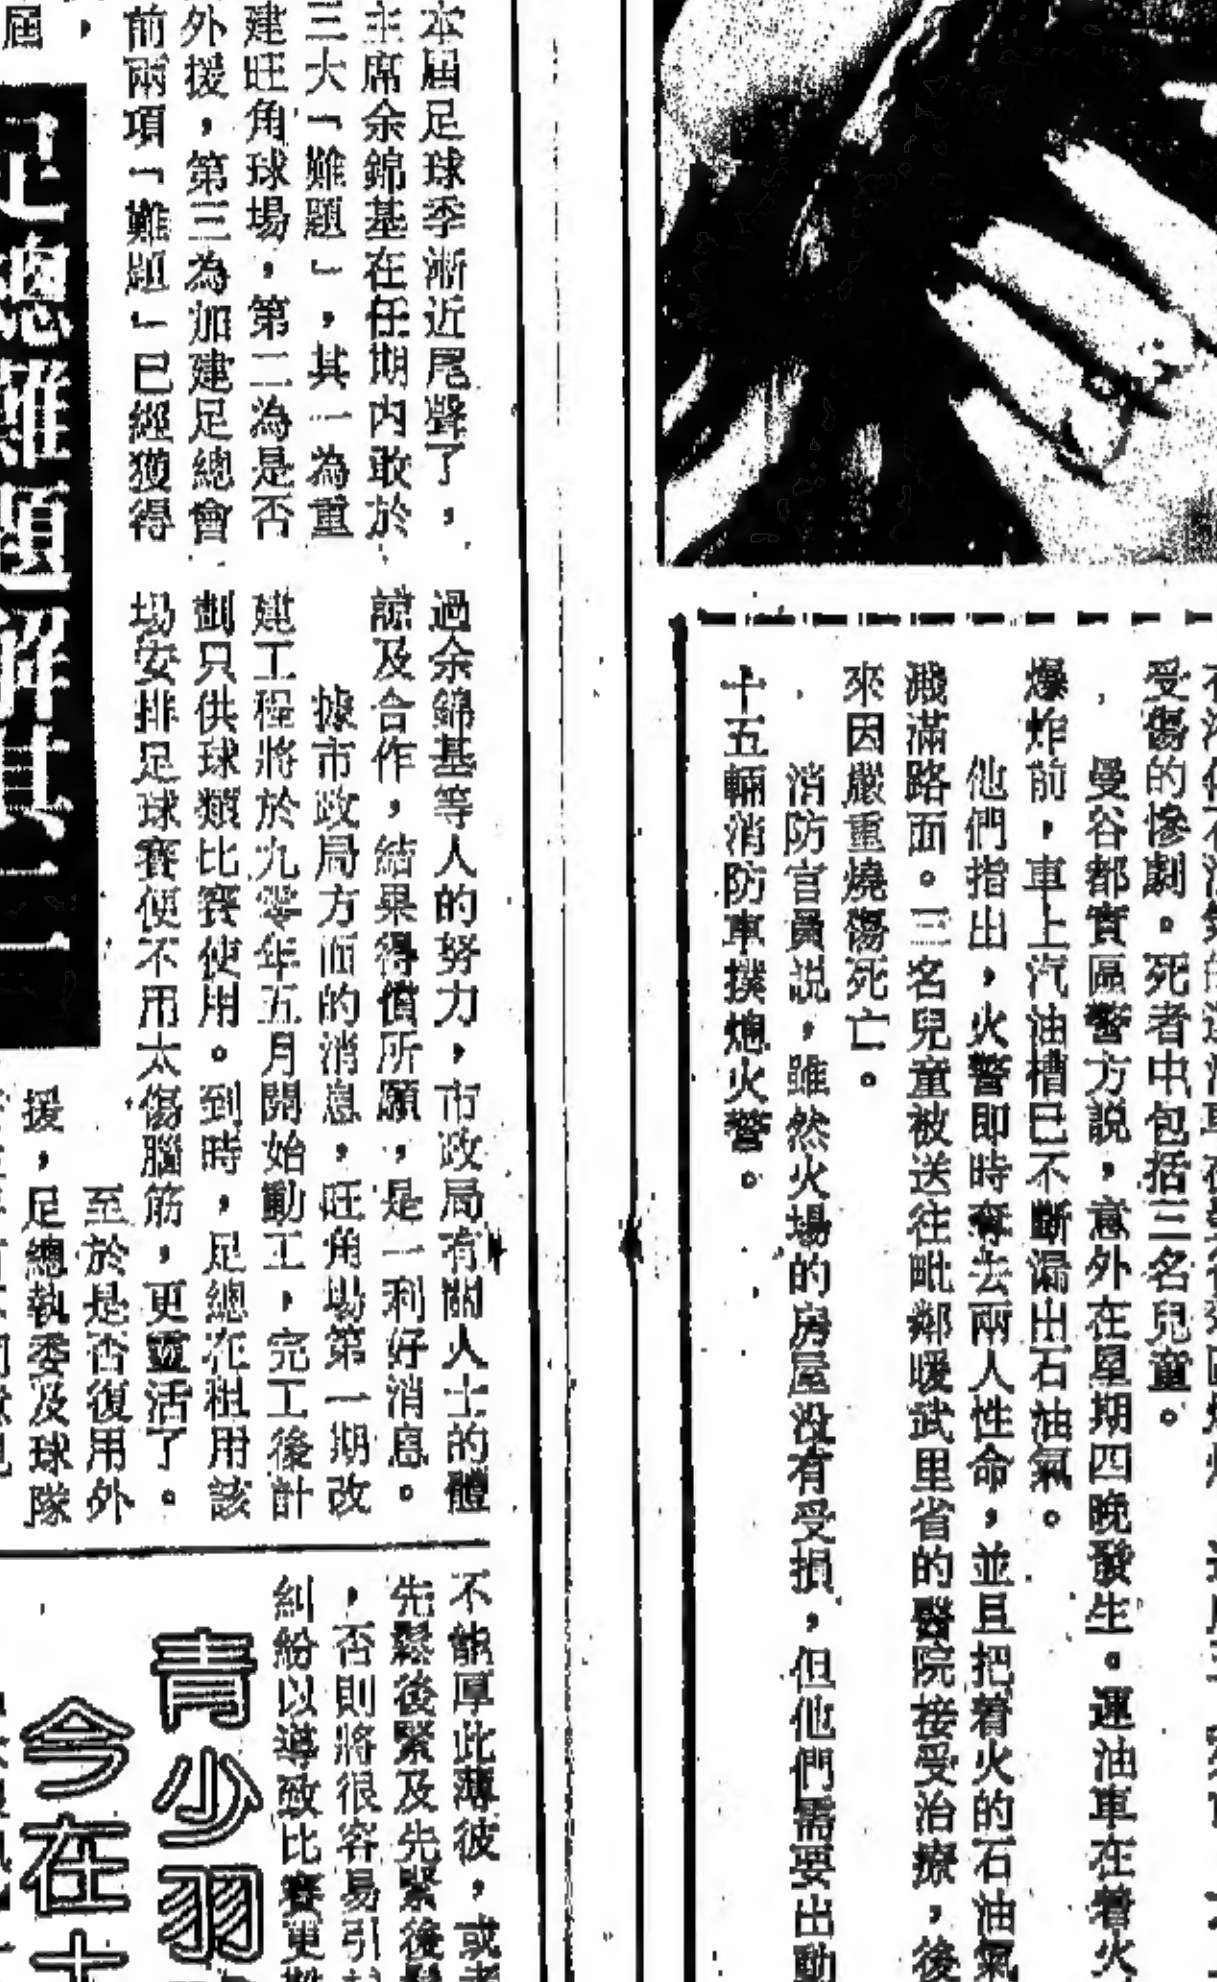 受傷的慘劇。死者中包括三名兒童。
曼谷都實區警方說，意外在星期四晚發生。運油車在着火
爆炸前，車上汽油槽已不斷漏出石油氣。
他們指出，火警即時奪去兩人性命，並且把着火的石油氣
濺滿路面。三名兒童被送往毗鄰暖武里省的醫院接受治療，後
來因嚴重燒傷死亡。
消防官員說，雖然火場的房屋没有受損，但他們需要出動
十五輛消防車撲熄火警。
本屆足球季漸近尾聲了，
主席余錦基在任期内敢於
三大「難題」，其一為重
建旺角球場，第二為是否
外援，第三為加建足總會
前兩項「難題」已經獲得
屆，
足總難題解其二
過余錦基等人的努力，市政局有關人士的體
諒及合作，結果得償所願，是一利好消息。
據市政局方面的消息，旺角場第一期改
建工程將於九零年五月開始動工，完工後計
劃只供球類比賽使用。到時，足總在租用該
場安排足球賽便不用太傷腦筋，更靈活了。
至於是否復用外
援，足總執委及球隊
不能厚此薄彼，或
先鬆後緊及先緊後
，否則將很容易引
糾紛以導致比賽更
青少羽
今在